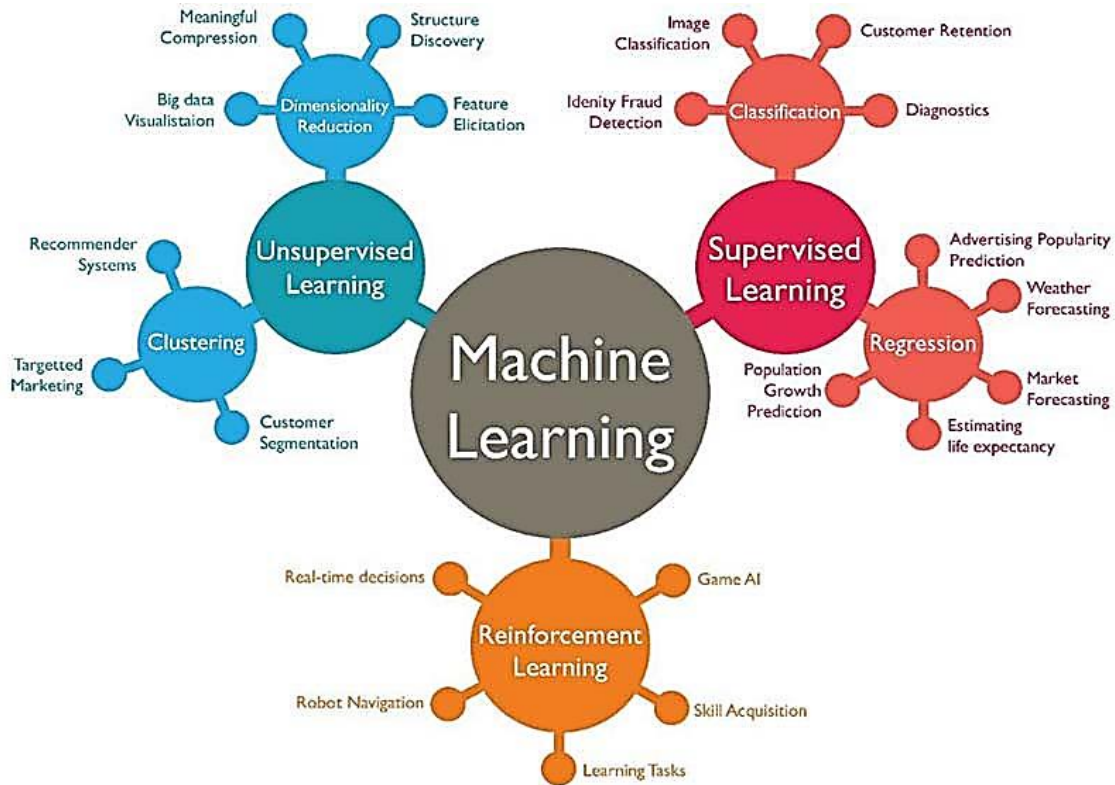 Meaningful
Compression
Structure
Discovery
Big data
Visualistaion
Dimensionality
Reduction
Feature
Elicitation
Image
Classification
Customer Retention
Idenity Fraud
Detection
Classification
Diagnostics
Unsupervised
Learning
Supervised
Learning
Recommender
Systems
Clustering
Targetted
Marketing
Customer
Segmentation
Machine
Learning
Advertising Popularity
Prediction
Weather
Forecasting
Regression
Population
Growth
Prediction
Market
Forecasting
Estimating
life expectancy
Real-time decisions
Game AI
Reinforcement
Learning
Robot Navigation
Skill Acquisition
Learning Tasks